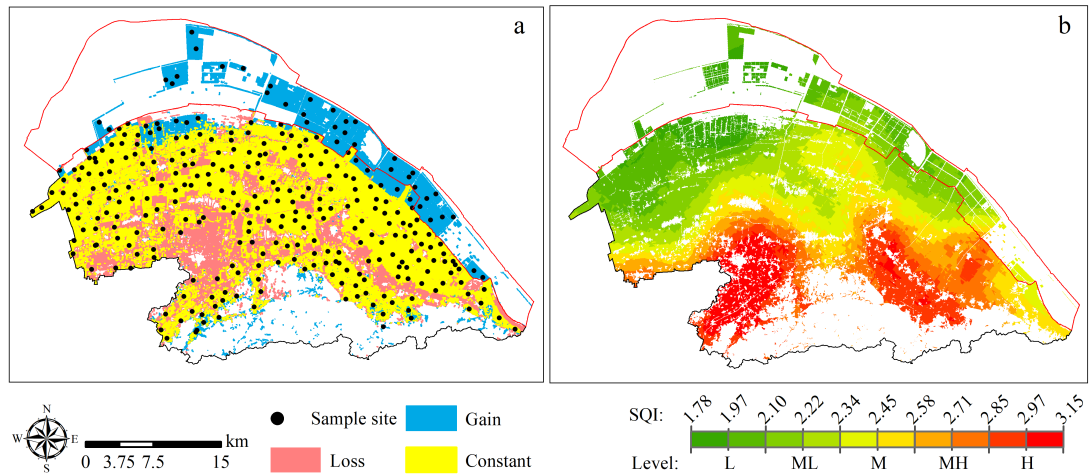 a
b
N
W E
S
km
0 3.75 7.5 15
Sample site
Gain
Loss
Constant
SQI: 1.78 1.97 2.10 2.22 2.34 2.45 2.58 2.71 2.85 2.97 3.15
Level: L ML M MH H